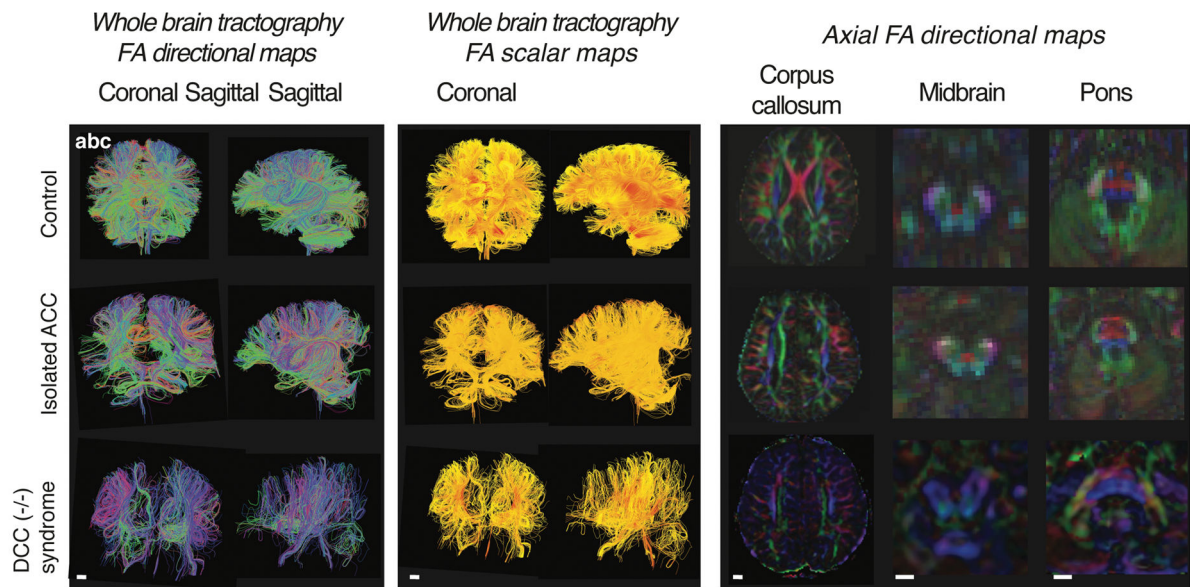 Whole brain tractography
FA directional maps
Coronal Sagittal Sagittal
Whole brain tractography
FA scalar maps
Coronal
Axial FA directional maps
Corpus
callosum
Midbrain
Pons
abc
Control
Isolated ACC
DCC (-/-)
syndrome